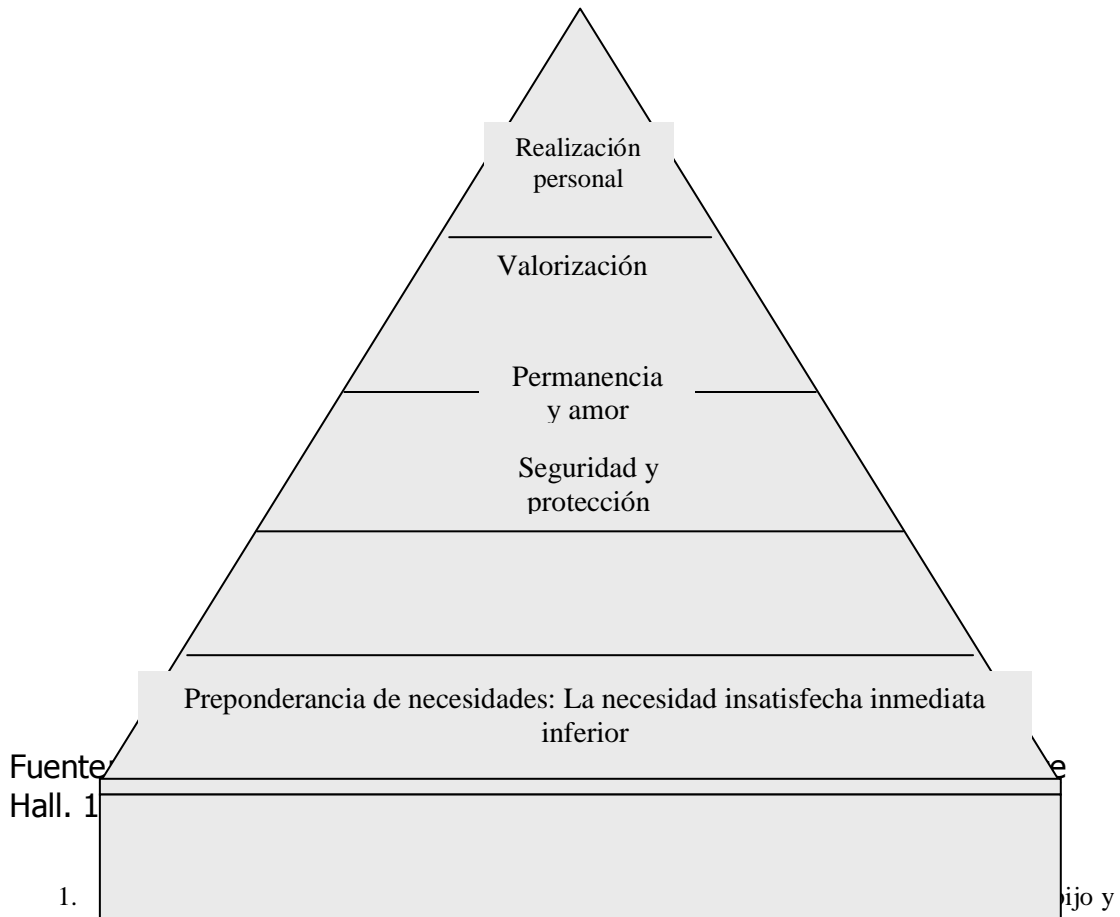 Realización
personal
Valorización
Permanencia
y amor
Seguridad y
protección
Preponderancia de necesidades: La necesidad insatisfecha inmediata
inferior
Fuente
Hall. 1
1. y